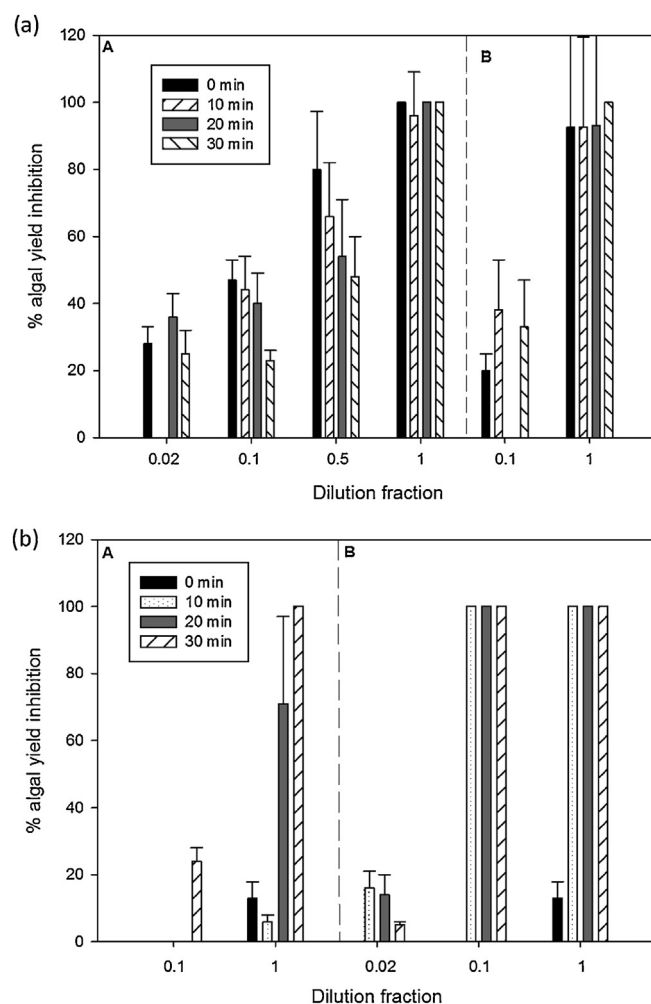 (a)
A
B
0 min
10 min
20 min
30 min
120
100
80
60
40
20
0
% algal yield inhibition
0.02 0.1 0.5 1 0.1 1
Dilution fraction
(b)
A
B
0 min
10 min
20 min
30 min
120
100
80
60
40
20
0
% algal yield inhibition
0.1 1 0.02 0.1 1
Dilution fraction